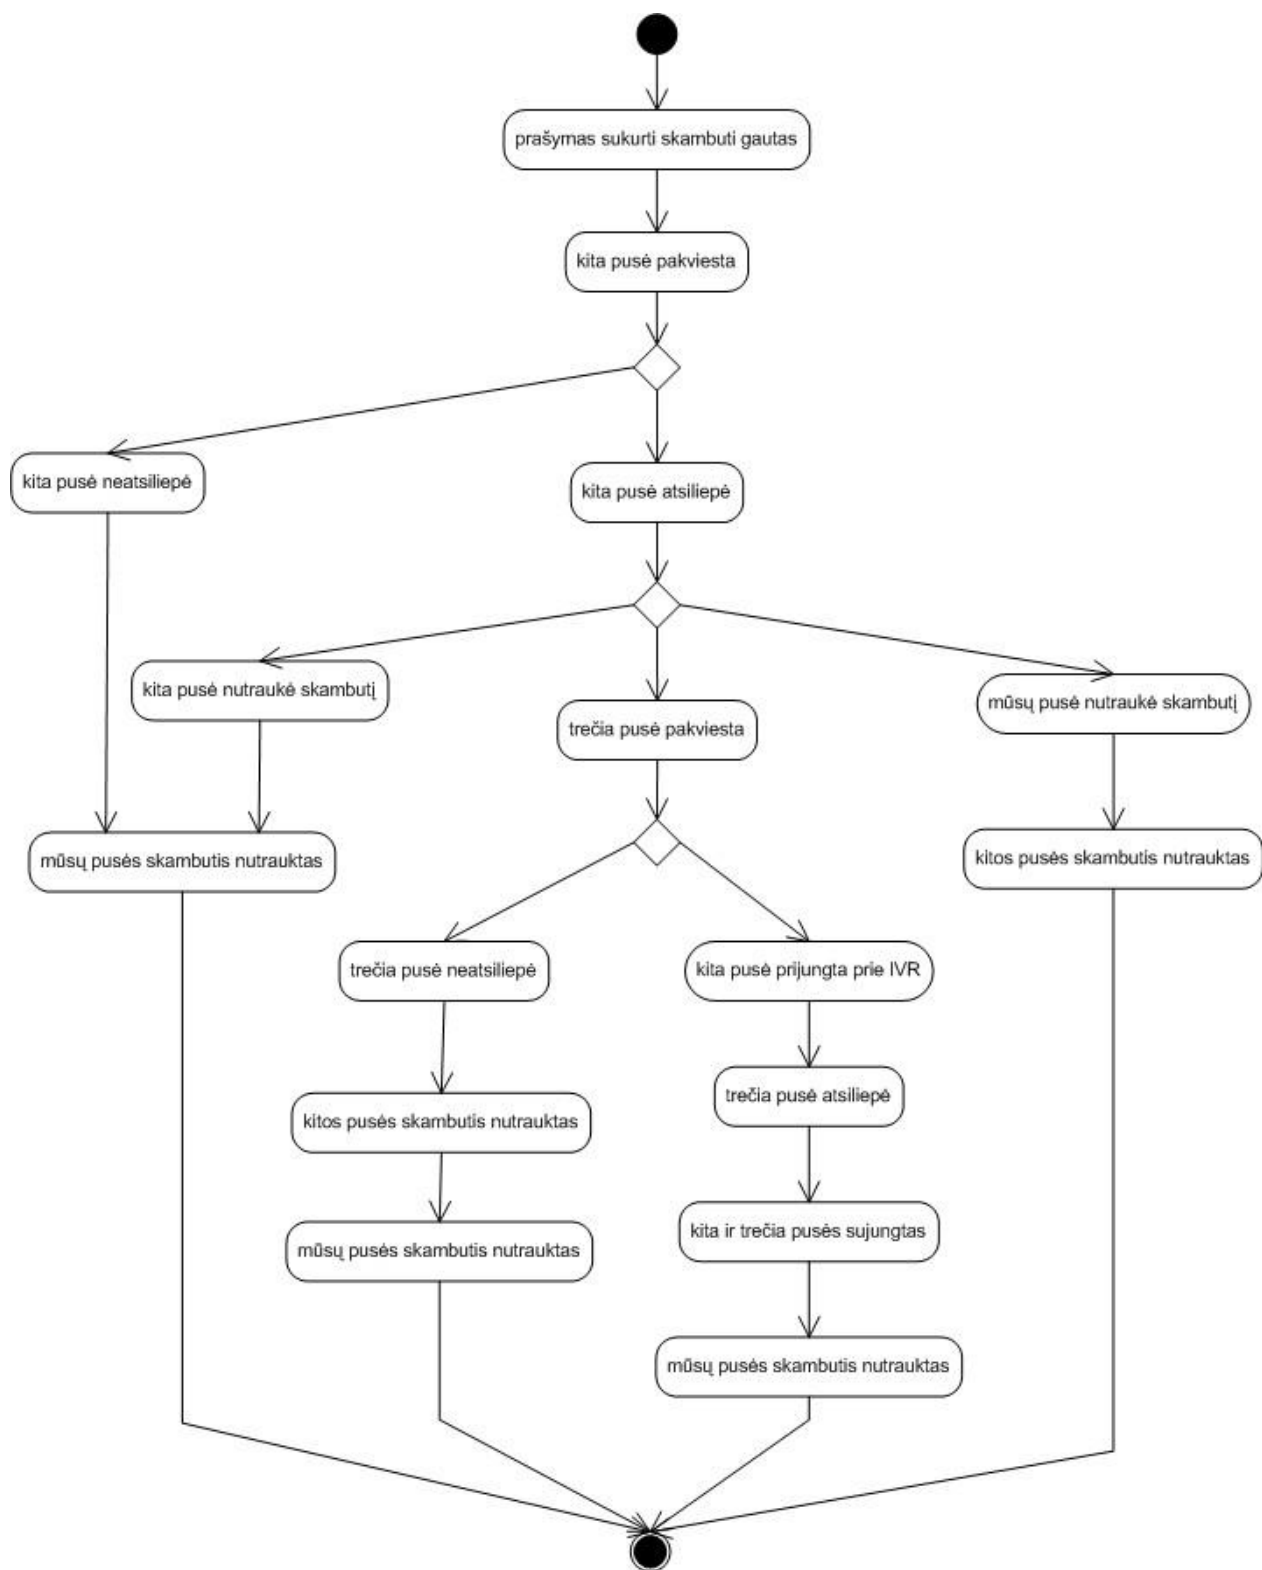 prašymas sukurti skambuti gautas
kita pusė pakviesta
kita pusė neatsiliepė
kita pusė atsiliepė
kita pusė nutraukė skambutį
mūsų pusė nutraukė skambutį
trečia pusė pakviesta
mūsų pusės skambutis nutrauktas
kitos pusės skambutis nutrauktas
trečia pusė neatsiliepė
kita pusė prijungta prie IVR
trečia pusė atsiliepė
kitos pusės skambutis nutrauktas
kita ir trečia pusės sujungtas
mūsų pusės skambutis nutrauktas
mūsų pusės skambutis nutrauktas